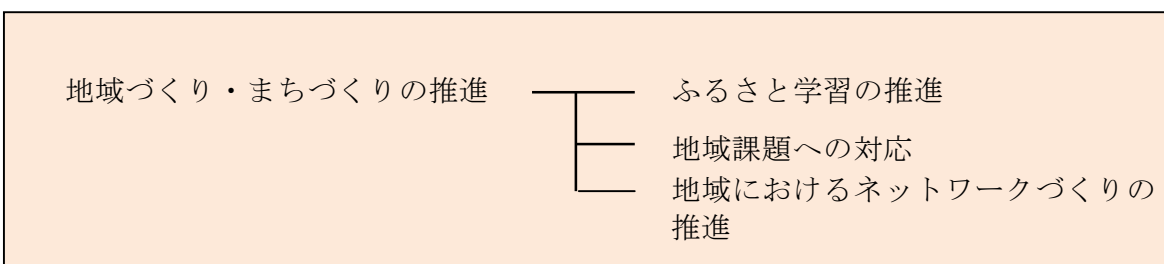 地域づくり・まちづくりの推進
ふるさと学習の推進
地域課題への対応
地域におけるネットワークづくりの
推進